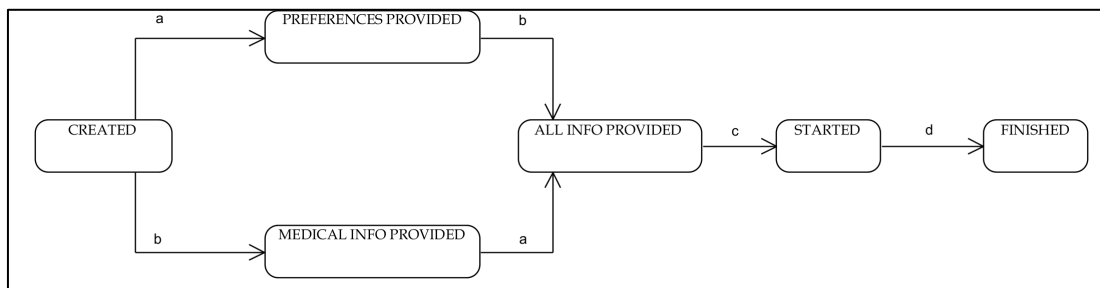 a
PREFERENCES PROVIDED
b
CREATED
ALL INFO PROVIDED
c
STARTED
d
FINISHED
b
MEDICAL INFO PROVIDED
a